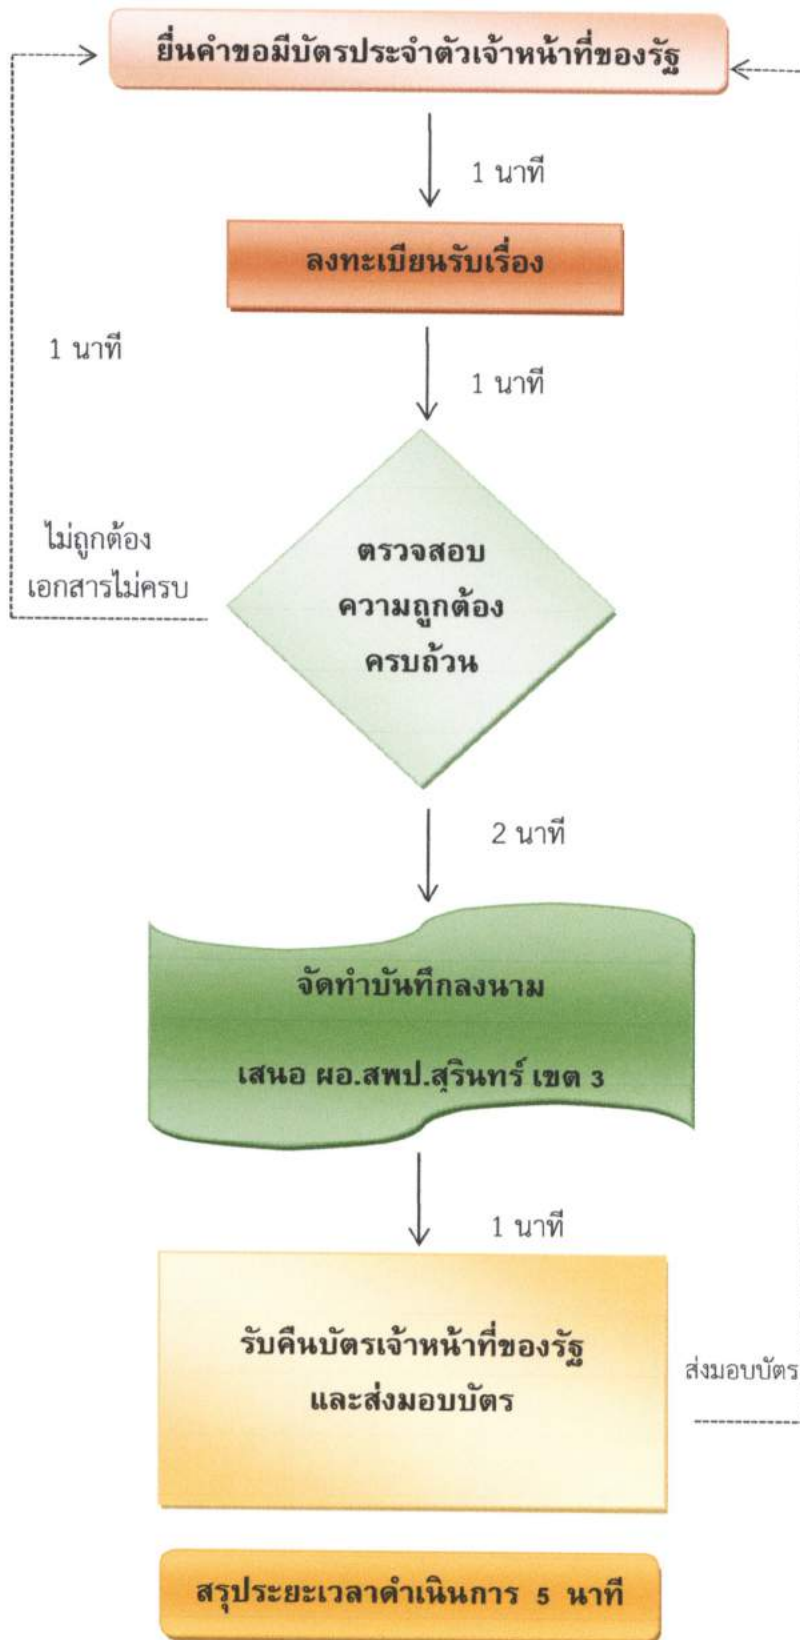 ยื่นคำขอมีบัตรประจำตัวเจ้าหน้าที่ของรัฐ
1 นาที
ลงทะเบียนรับเรื่อง
1 นาที
1 นาที
ไม่ถูกต้อง
เอกสารไม่ครบ
ตรวจสอบ
ความถูกต้อง
ครบถ้วน
2 นาที
จัดทำบันทึกลงนาม
เสนอ ผอ.สพป.สุรินทร์ เขต 3
1 นาที
รับคืนบัตรเจ้าหน้าที่ของรัฐ
และส่งมอบบัตร
ส่งมอบบัตร
สรุประยะเวลาดำเนินการ 5 นาที